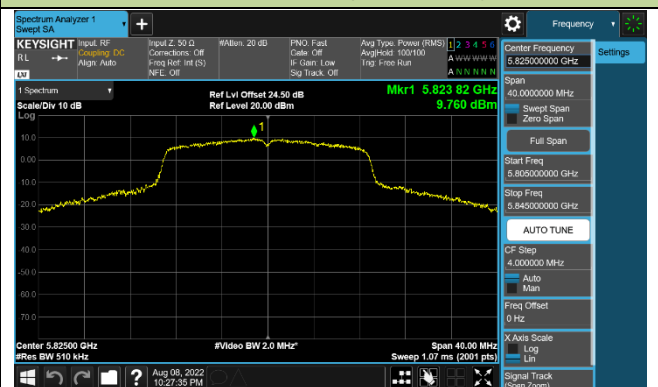 Spectrum Analyzer 1
Swept SA
Frequency
KEYSIGHT
RL
LXI
Input: RF
Coupling: DC
Align: Auto
Input Z: 50 Ω
Corrections: Off
Freq Ref: Int (S)
NFE: Off
#Atten: 20 dB
PNO: Fast
Gate: Off
IF Gain: Low
Sig Track: Off
Avg Type: Power (RMS)
Avg|Hold: 100/100
Trig: Free Run
1 2 3 4 5 6
A W W W W W
A N N N N N
Center Frequency
5.825000000 GHz
Settings
Span
40.0000000 MHz
Swept Span
Zero Span
Full Span
Start Freq
5.805000000 GHz
Stop Freq
5.845000000 GHz
AUTO TUNE
CF Step
4.000000 MHz
Auto
Man
Freq Offset
0 Hz
X Axis Scale
Log
Lin
Signal Track
(Span Zoom)
1 Spectrum
Scale/Div 10 dB
Log
Ref Lvl Offset 24.50 dB
Ref Level 20.00 dBm
Mkr1 5.823 82 GHz
9.760 dBm
1
10.0
0.00
-10.0
-20.0
-30.0
-40.0
-50.0
-60.0
-70.0
Center 5.82500 GHz
#Res BW 510 kHz
#Video BW 2.0 MHz*
Span 40.00 MHz
Sweep 1.07 ms (2001 pts)
?
Aug 08, 2022
10:27:35 PM